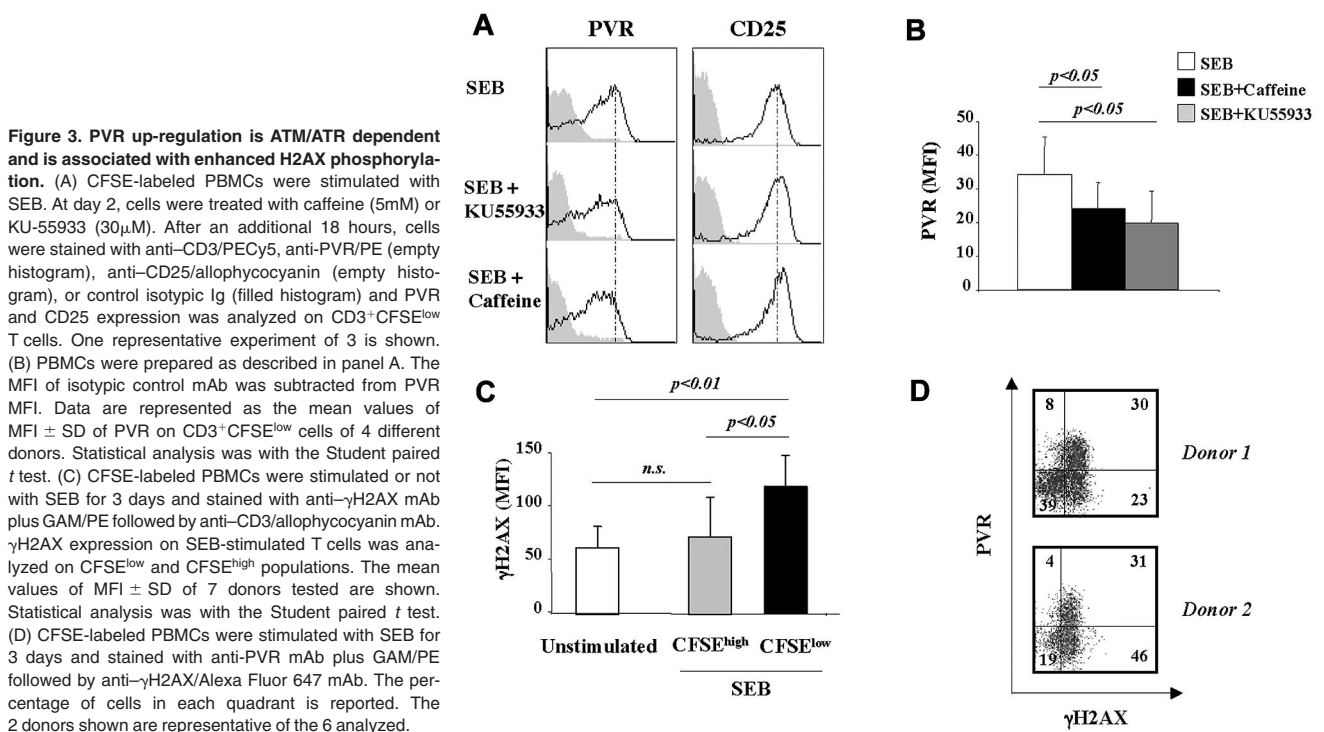 Figure 3. PVR up-regulation is ATM/ATR dependent
and is associated with enhanced H2AX phosphoryla-
tion. (A) CFSE-labeled PBMCs were stimulated with
SEB. At day 2, cells were treated with caffeine (5mM) or
KU-55933 (30μM). After an additional 18 hours, cells
were stained with anti–CD3/PECy5, anti-PVR/PE (empty
histogram), anti–CD25/allophycocyanin (empty histo-
gram), or control isotypic Ig (filled histogram) and PVR
and CD25 expression was analyzed on CD3+CFSElow
T cells. One representative experiment of 3 is shown.
(B) PBMCs were prepared as described in panel A. The
MFI of isotypic control mAb was subtracted from PVR
MFI. Data are represented as the mean values of
MFI ± SD of PVR on CD3+CFSElow cells of 4 different
donors. Statistical analysis was with the Student paired
t test. (C) CFSE-labeled PBMCs were stimulated or not
with SEB for 3 days and stained with anti–γH2AX mAb
plus GAM/PE followed by anti–CD3/allophycocyanin mAb.
γH2AX expression on SEB-stimulated T cells was ana-
lyzed on CFSElow and CFSEhigh populations. The mean
values of MFI ± SD of 7 donors tested are shown.
Statistical analysis was with the Student paired t test.
(D) CFSE-labeled PBMCs were stimulated with SEB for
3 days and stained with anti-PVR mAb plus GAM/PE
followed by anti–γH2AX/Alexa Fluor 647 mAb. The per-
centage of cells in each quadrant is reported. The
2 donors shown are representative of the 6 analyzed.
A
PVR
CD25
SEB
SEB +
KU55933
SEB +
Caffeine
B
SEB
SEB+Caffeine
SEB+KU55933
p<0.05
p<0.05
PVR (MFI)
50
40
30
20
10
0
C
p<0.01
p<0.05
n.s.
γH2AX (MFI)
150
100
50
0
Unstimulated
CFSEhigh
CFSElow
SEB
D
PVR
8
30
39
23
Donor 1
4
31
19
46
Donor 2
γH2AX